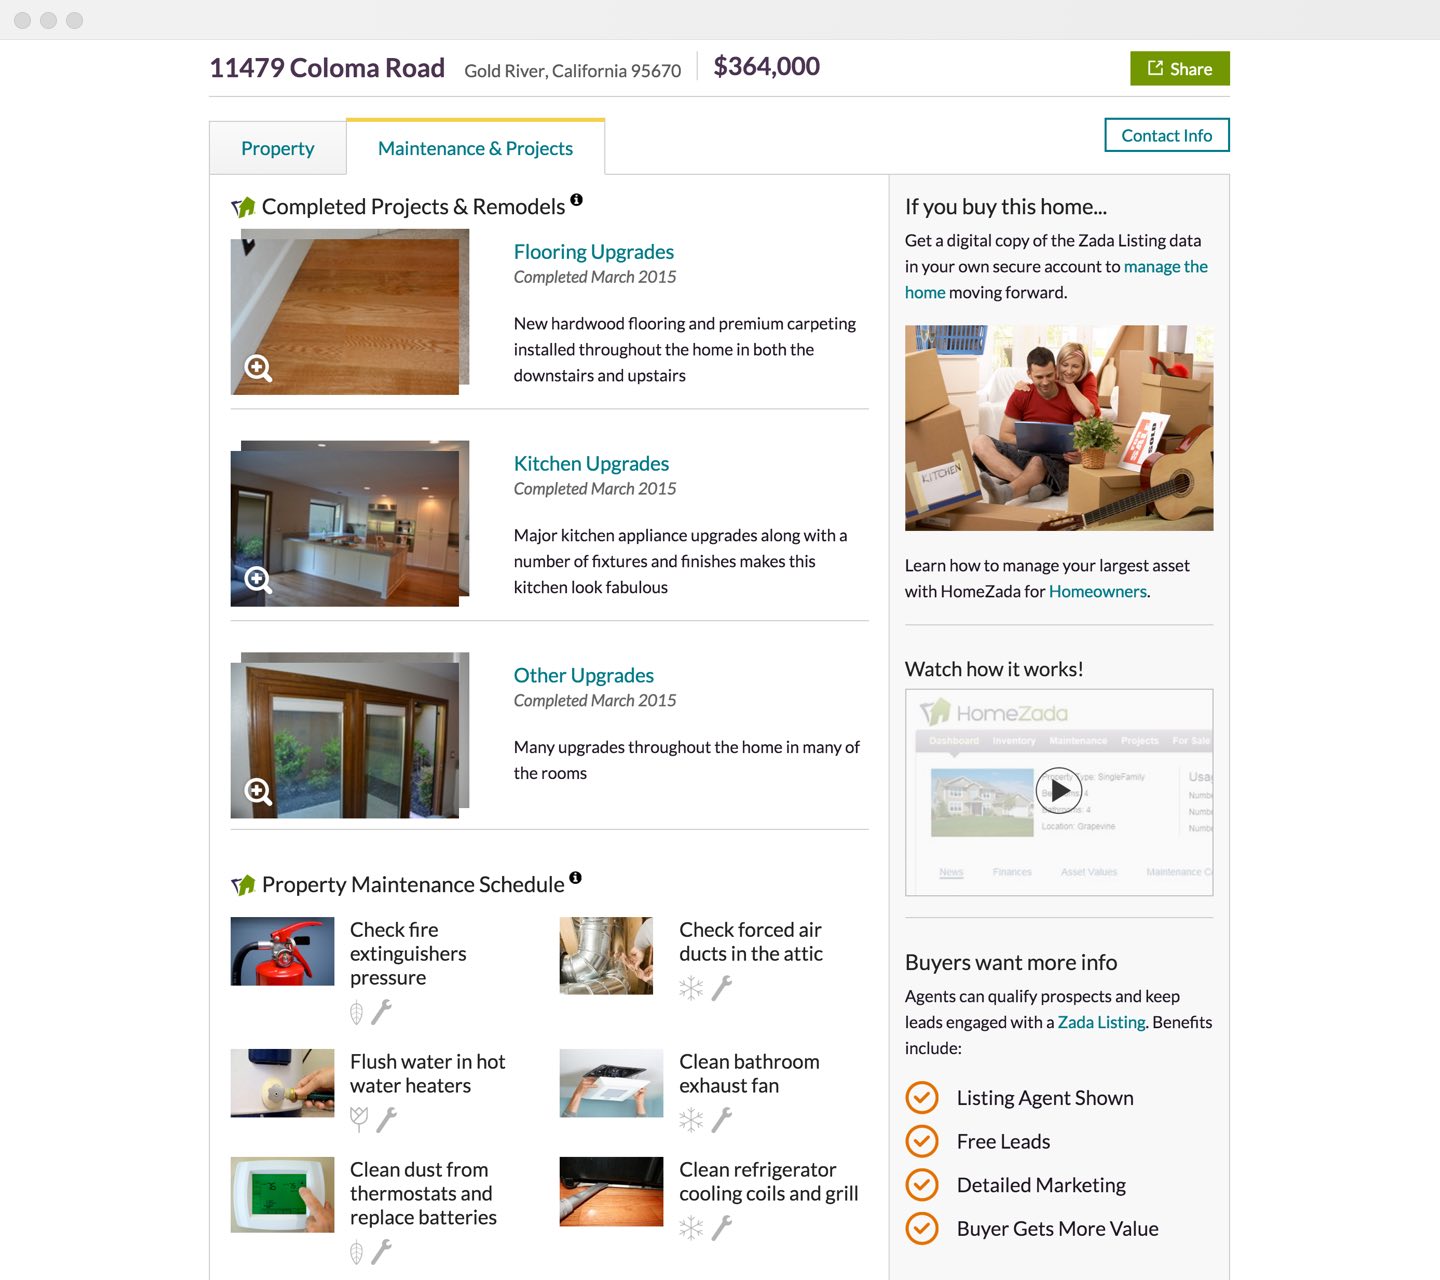 11479 Coloma Road
Gold River, California 95670
$364,000
Share
Property
Maintenance & Projects
Contact Info
Completed Projects & Remodels
Flooring Upgrades
Completed March 2015
New hardwood flooring and premium carpeting
installed throughout the home in both the
downstairs and upstairs
Kitchen Upgrades
Completed March 2015
Major kitchen appliance upgrades along with a
number of fixtures and finishes makes this
kitchen look fabulous
Other Upgrades
Completed March 2015
Many upgrades throughout the home in many of
the rooms
Property Maintenance Schedule
Check fire
extinguishers
pressure
Check forced air
ducts in the attic
Flush water in hot
water heaters
Clean bathroom
exhaust fan
Clean dust from
thermostats and
replace batteries
Clean refrigerator
cooling coils and grill
If you buy this home...
Get a digital copy of the Zada Listing data
in your own secure account to manage the
home moving forward.
KITCHEN
SALE
SOLD
Learn how to manage your largest asset
with HomeZada for Homeowners.
Watch how it works!
HomeZada
Dashboard Inventory Maintenance Projects For Sale
Property Type: SingleFamily
4
Bathrooms: 4
Location: Grapevine
News Finances Asset Values Maintenance
Buyers want more info
Agents can qualify prospects and keep
leads engaged with a Zada Listing. Benefits
include:
Listing Agent Shown
Free Leads
Detailed Marketing
Buyer Gets More Value